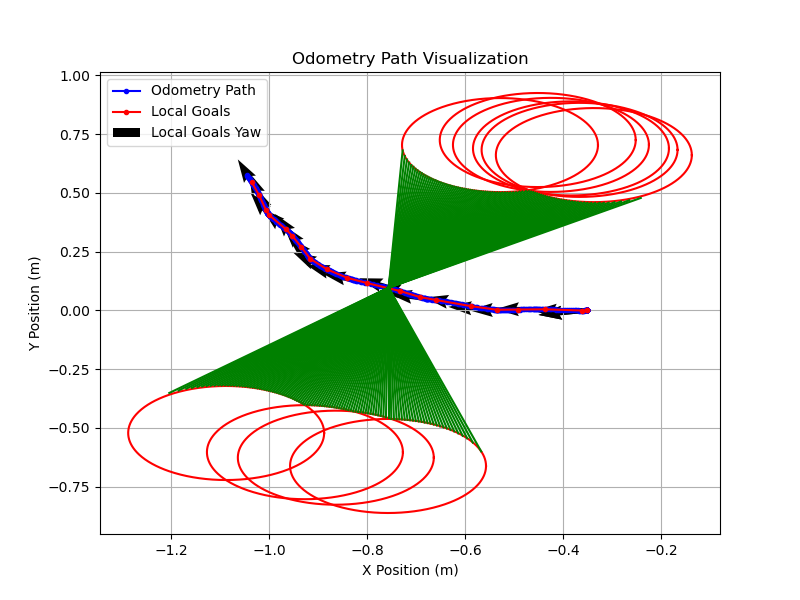 Odometry Path Visualization
Odometry Path
Local Goals
Local Goals Yaw
Y Position (m)
1.00
0.75
0.50
0.25
0.00
−0.25
−0.50
−0.75
−1.2 −1.0 −0.8 −0.6 −0.4 −0.2
X Position (m)